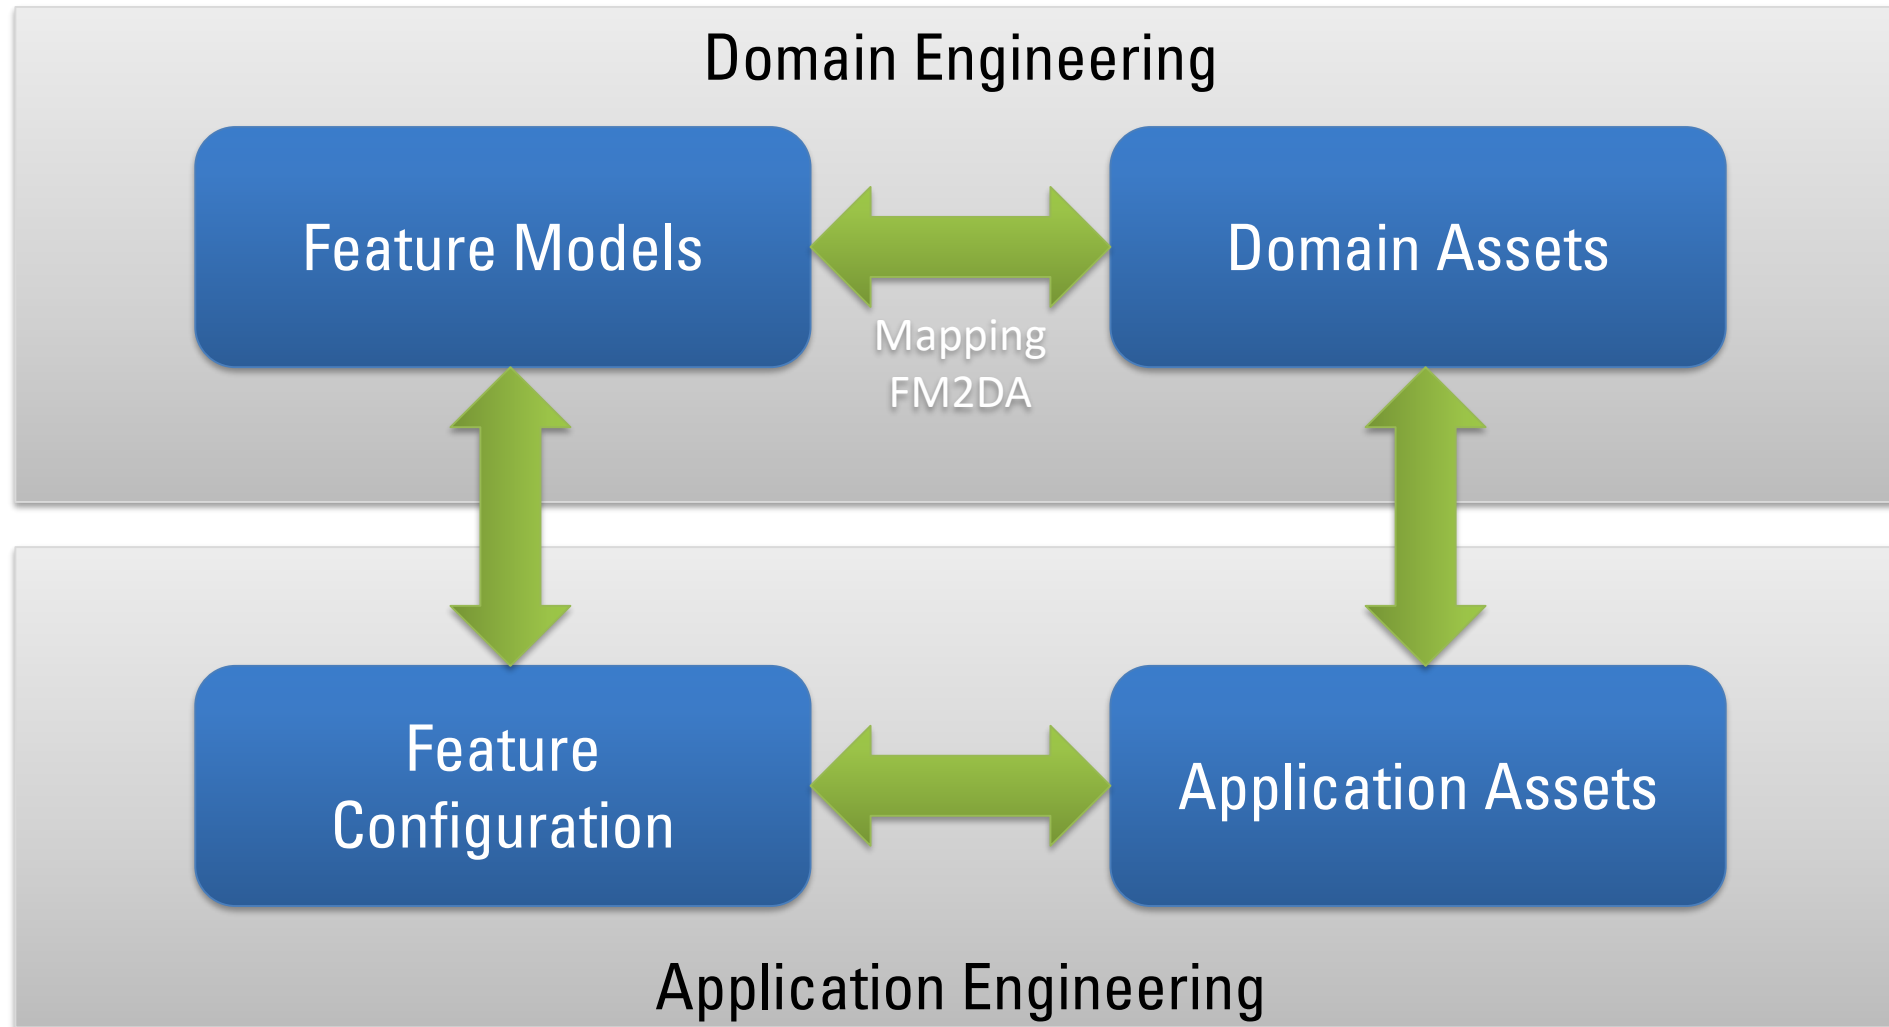 Domain Engineering
Feature Models
Domain Assets
Mapping
FM2DA
Feature
Configuration
Application Assets
Application Engineering